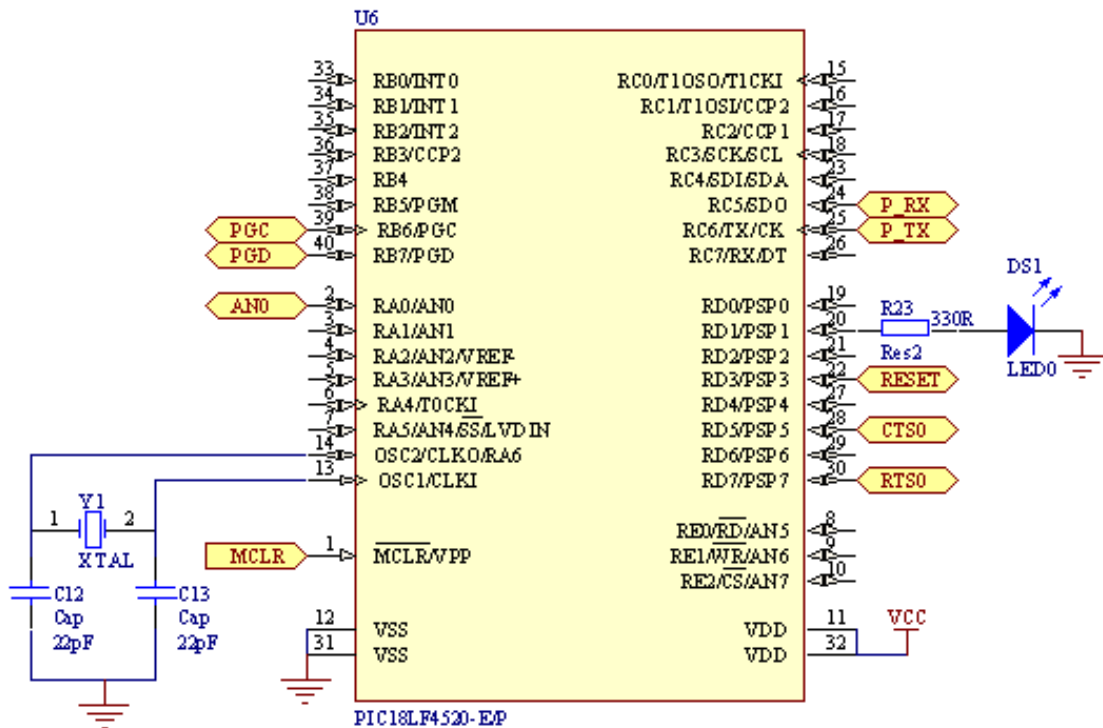 U6
33 RB0/INT0 RC0/T1OSO/T1CKI 15
34 RB1/INT1 RC1/T1OSI/CCP2 16
35 RB2/INT2 RC2/CCP1 17
36 RB3/CCP2 RC3/SCK/SCL 18
37 RB4 RC4/SDI/SDA 23
38 RB5/PGM RC5/SDO 24 P_RX
PGC 39 RB6/PGC RC6/TX/CK 25 P_TX
PGD 40 RB7/PGD RC7/RX/DT 26
DS1
AN0 2 RA0/AN0 RD0/PSP0 19
3 RA1/AN1 RD1/PSP1 20 R23 330R
4 RA2/AN2/VREF- RD2/PSP2 21 Res2
LED0
5 RA3/AN3/VREF+ RD3/PSP3 22 RESET
6 RA4/T0CKI RD4/PSP4 27
7 RA5/AN4/SS/LVDIN RD5/PSP5 28 CTS0
14 OSC2/CLKO/RA6 RD6/PSP6 29
13 OSC1/CLKI RD7/PSP7 30 RTS0
Y1
1 2
XTAL
RE0/RD/AN5 8
MCLR 1 MCLR/VPP RE1/WR/AN6 9
RE2/CS/AN7 10
C12 C13
Cap Cap
22pF 22pF
12 VSS VDD 11 VCC
31 VSS VDD 32
PIC18LF4520-E/P